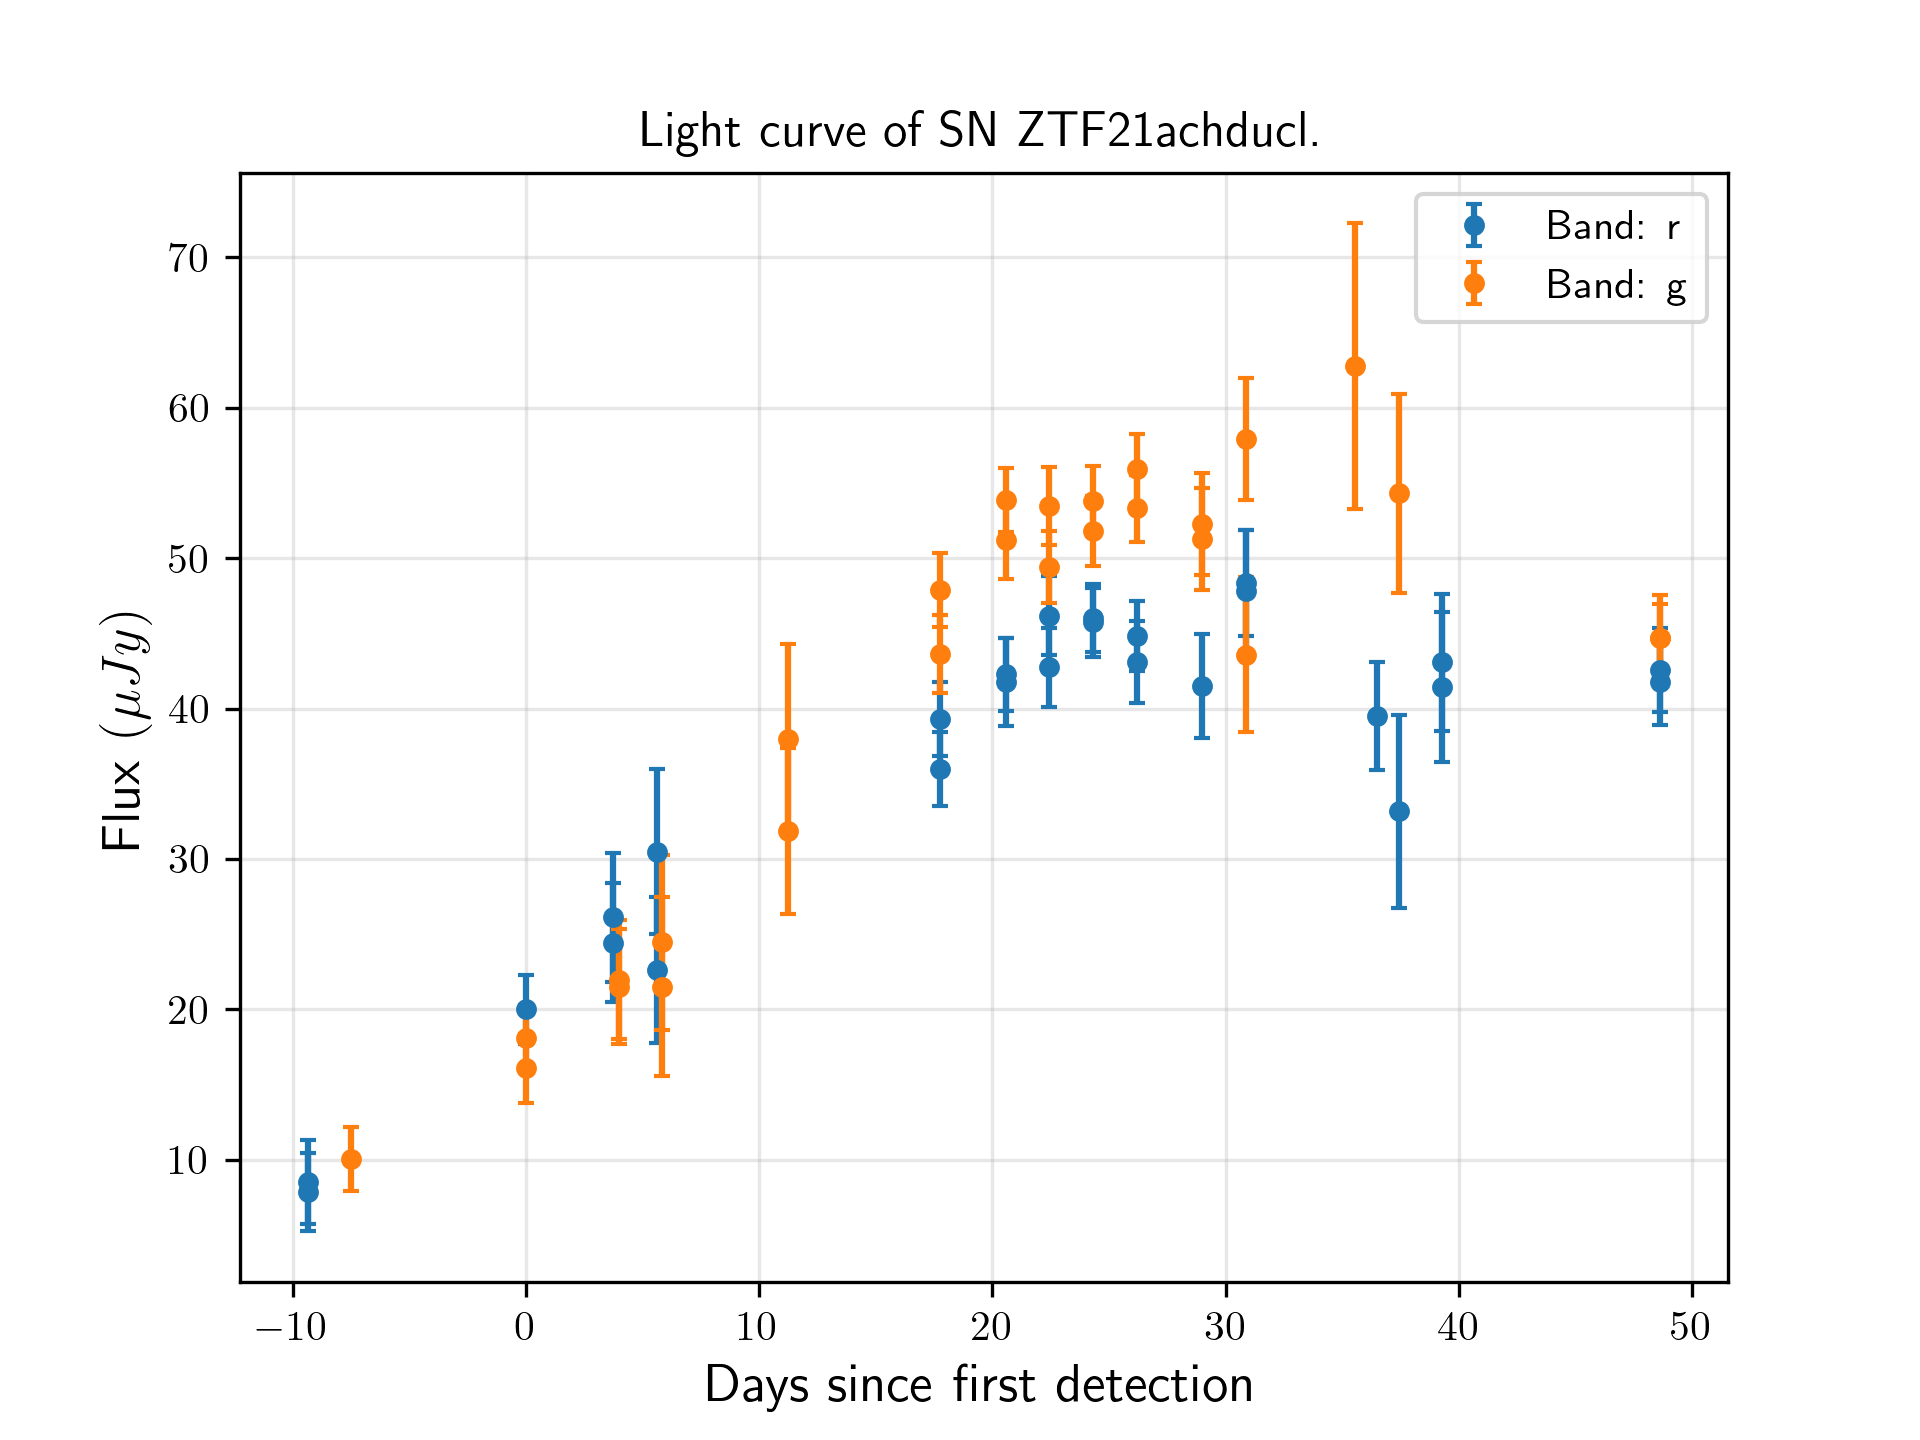 Light curve of SN ZTF21achducl.
Band: r
Band: g
70
60
50
40
30
20
10
Flux (μJy)
−10 0 10 20 30 40 50
Days since first detection